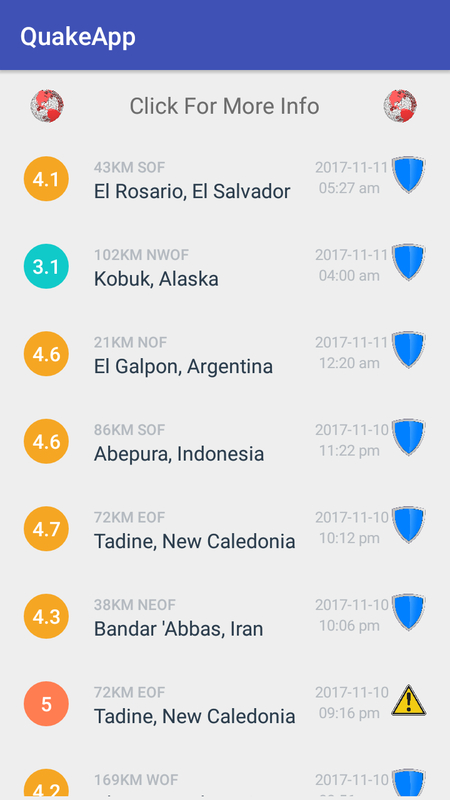 QuakeApp
Click For More Info
4.1 43KM SOF 2017-11-11
El Rosario, El Salvador 05:27 am
3.1 102KM NWOF 2017-11-11
Kobuk, Alaska 04:00 am
4.6 21KM NOF 2017-11-11
El Galpon, Argentina 12:20 am
4.6 86KM SOF 2017-11-10
Abepura, Indonesia 11:22 pm
4.7 72KM EOF 2017-11-10
Tadine, New Caledonia 10:12 pm
4.3 38KM NEOF 2017-11-10
Bandar 'Abbas, Iran 10:06 pm
5 72KM EOF 2017-11-10
Tadine, New Caledonia 09:16 pm
4.2 169KM WOF 2017-11-10